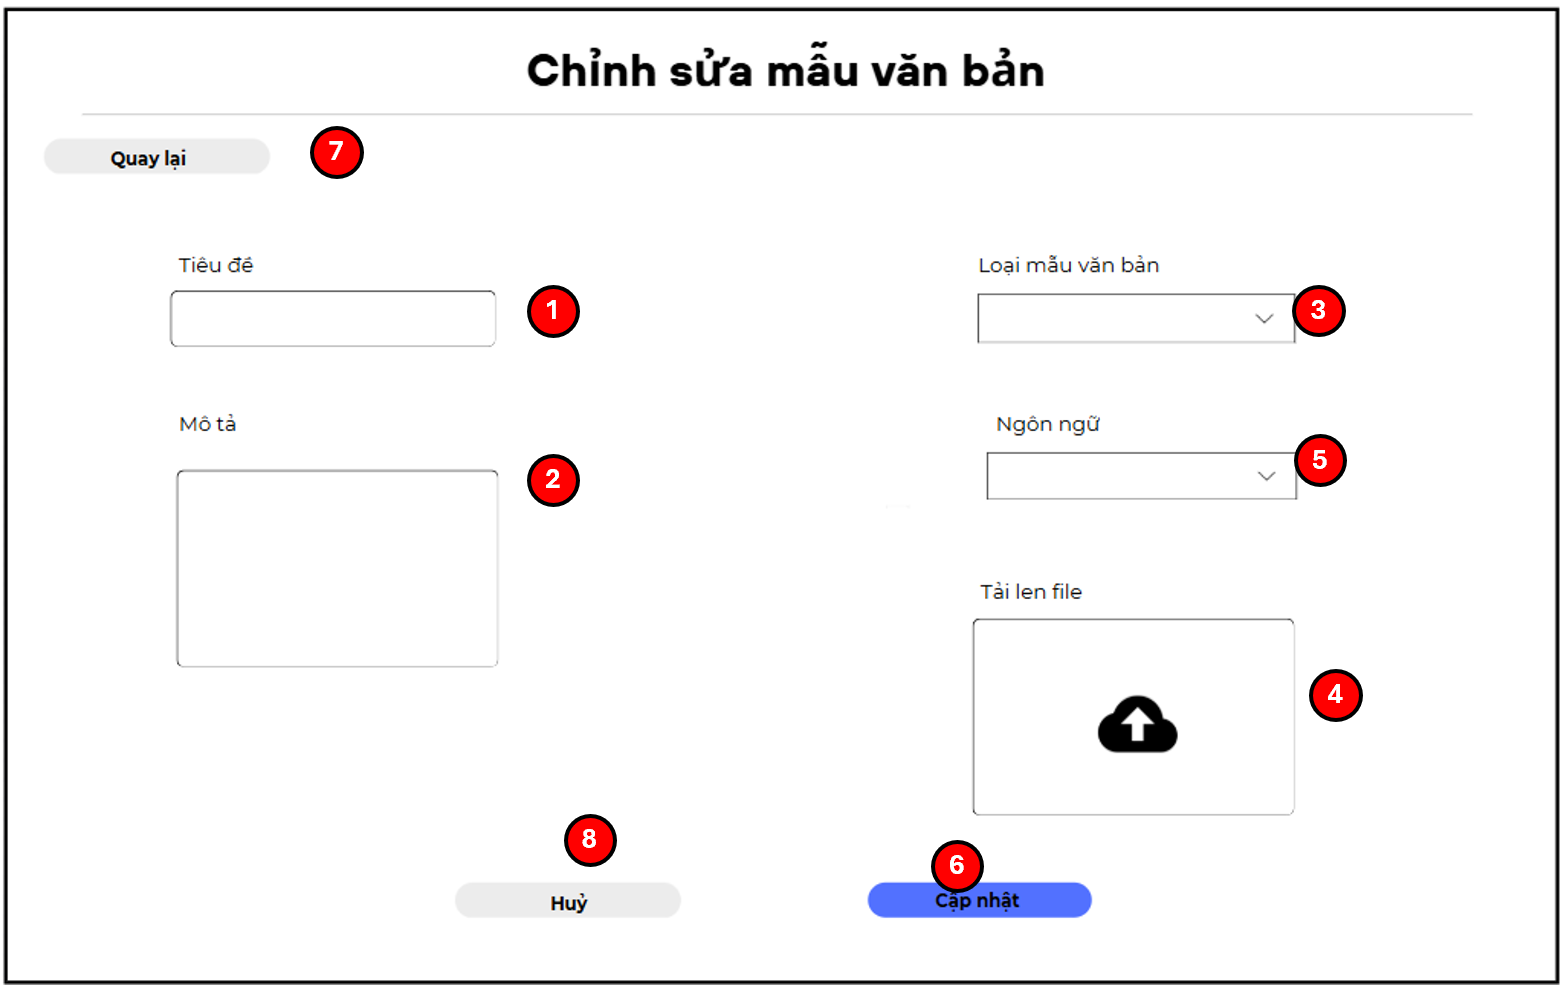 Chỉnh sửa mẫu văn bản
Quay lại
7
Tiêu đề
1
Loại mẫu văn bản
3
Mô tả
2
Ngôn ngữ
5
Tải len file
4
8
Huỷ
6
Cập nhật